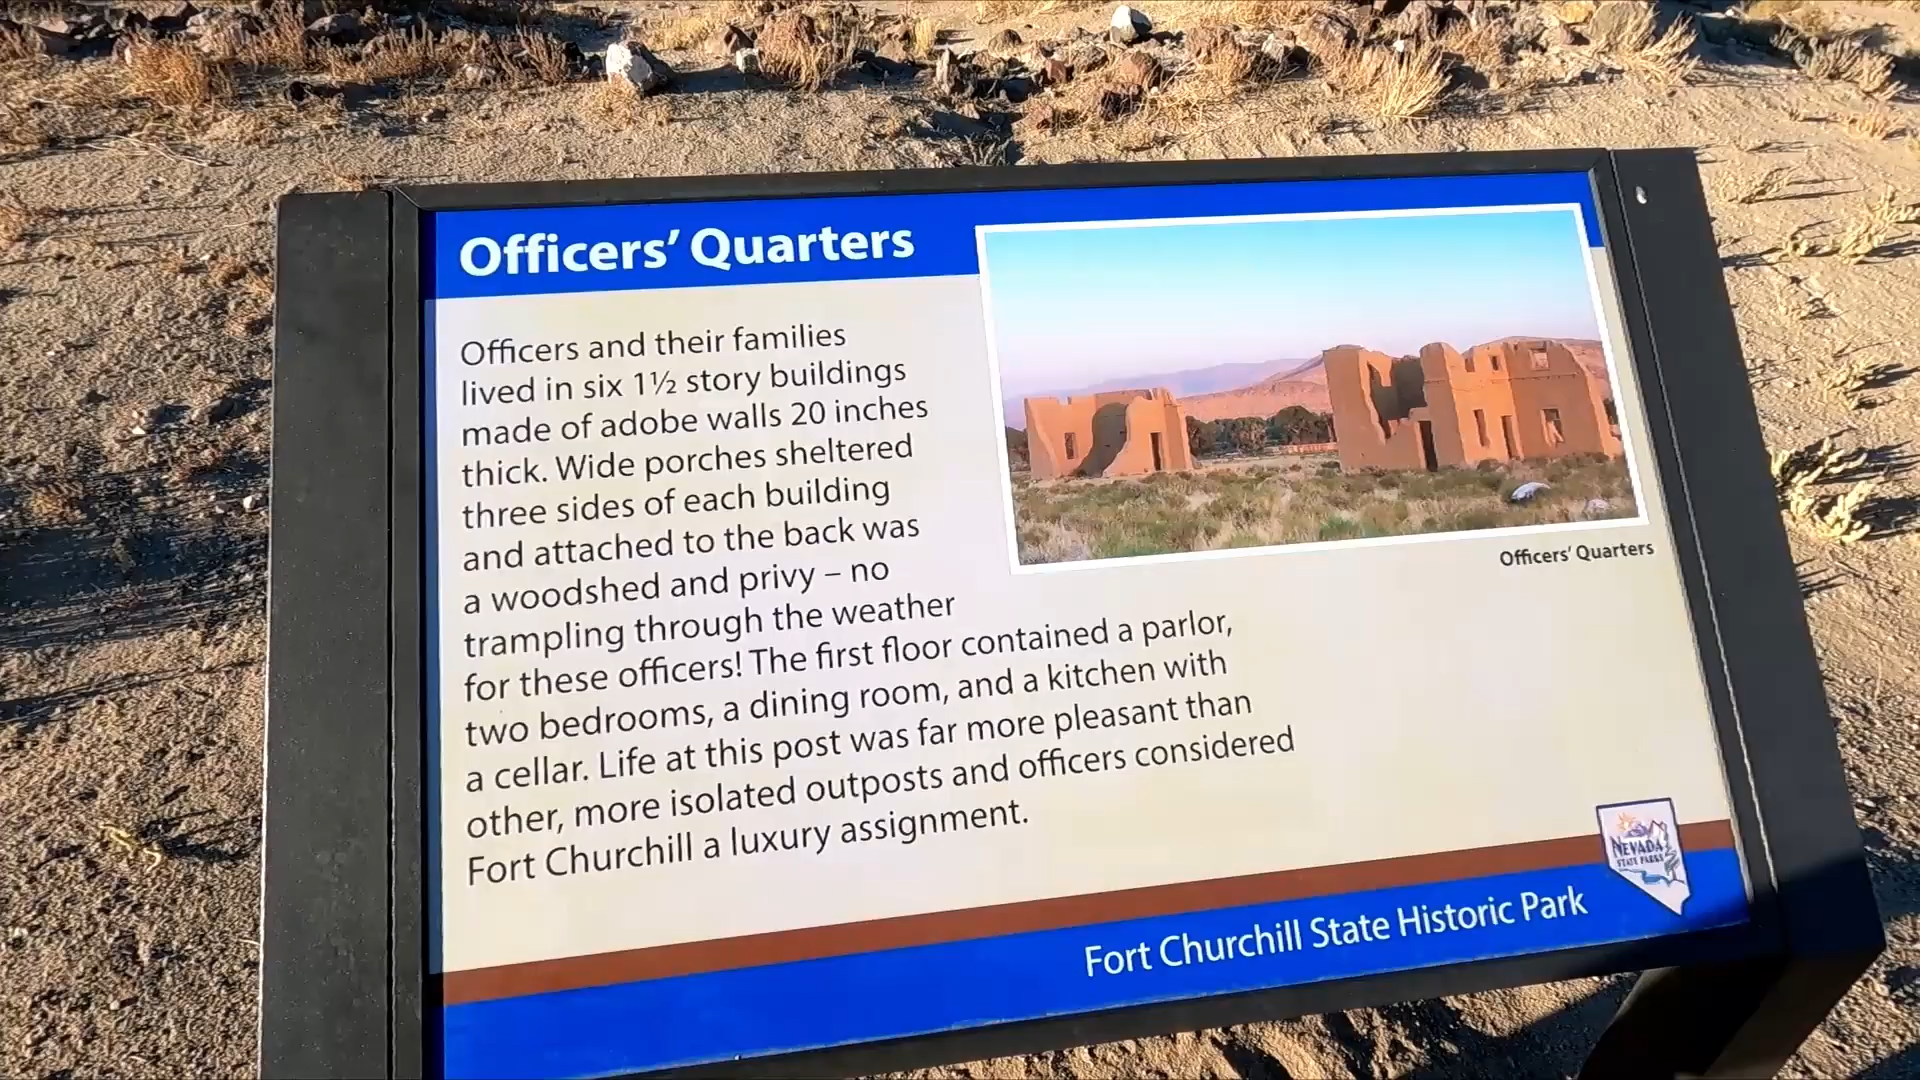 Officers’ Quarters
Officers and their families
lived in six 1½ story buildings
made of adobe walls 20 inches
thick. Wide porches sheltered
three sides of each building
and attached to the back was
a woodshed and privy – no
trampling through the weather
for these officers! The first floor contained a parlor,
two bedrooms, a dining room, and a kitchen with
a cellar. Life at this post was far more pleasant than
other, more isolated outposts and officers considered
Fort Churchill a luxury assignment.
Officers’ Quarters
NEVADA
STATE PARKS
Fort Churchill State Historic Park